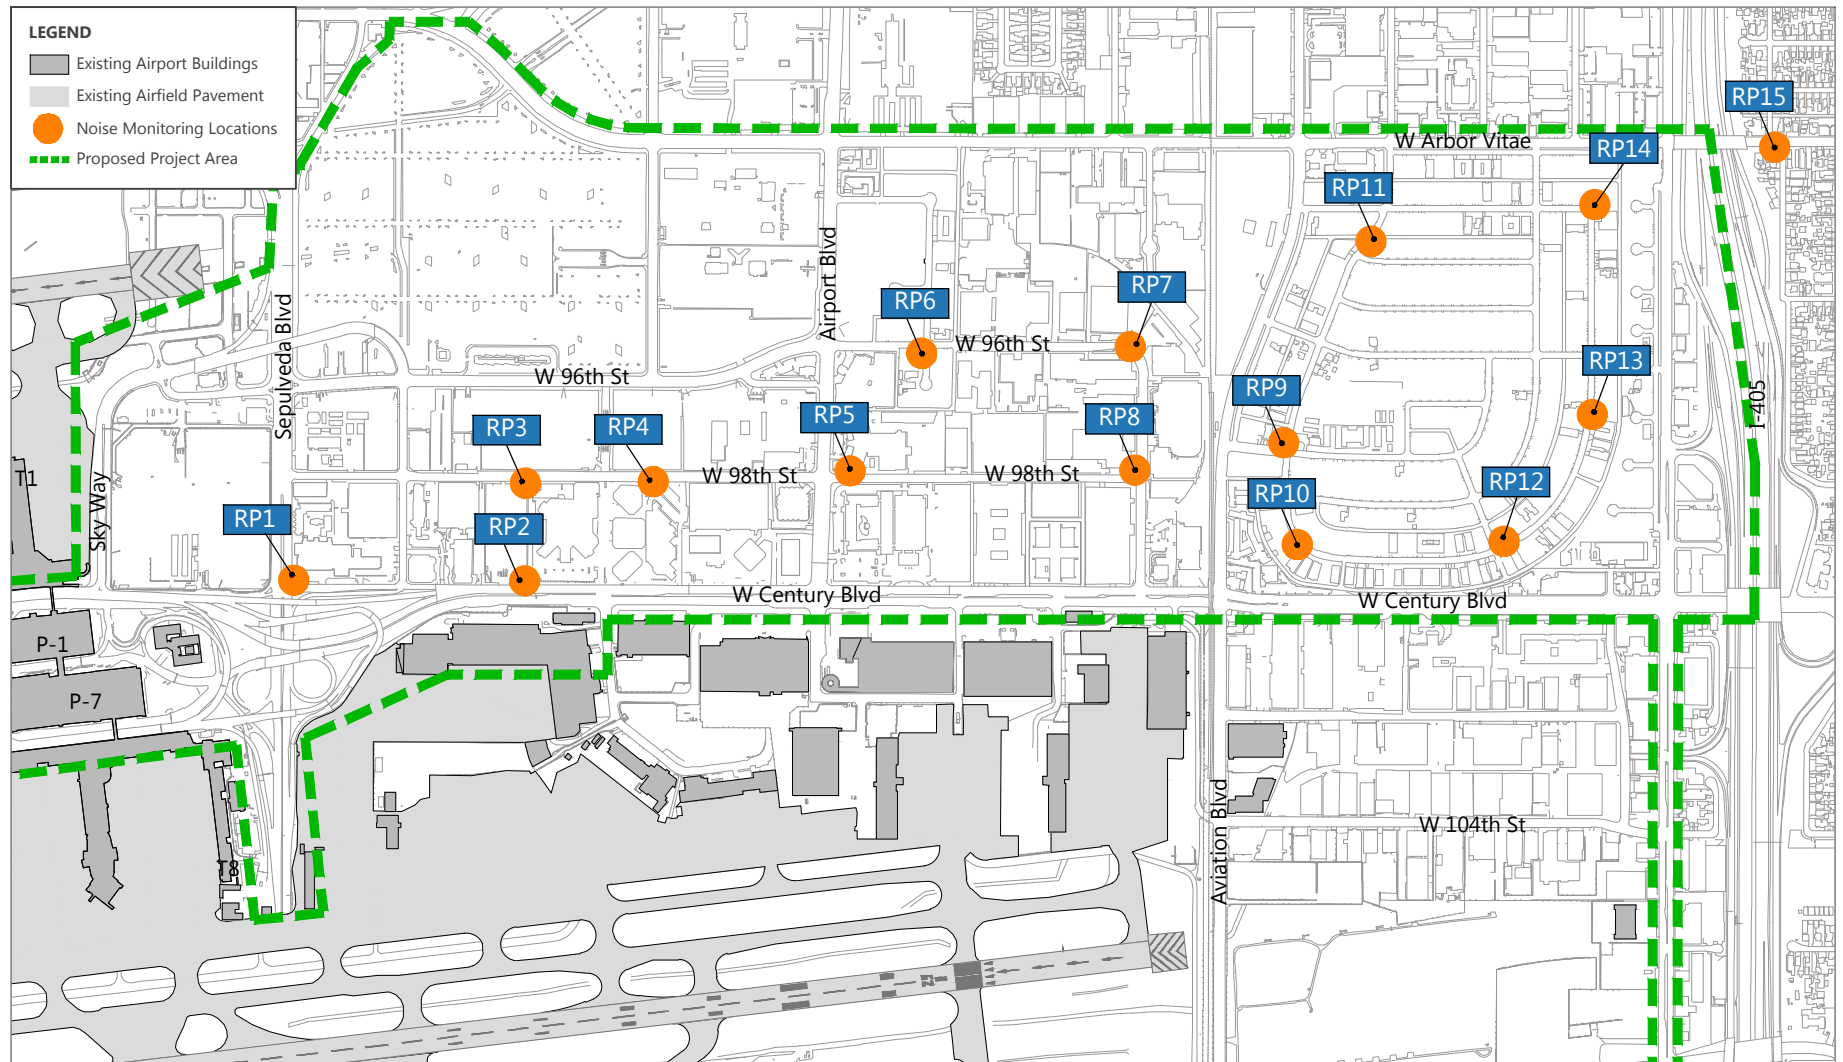 LEGEND
Existing Airport Buildings
Existing Airfield Pavement
Noise Monitoring Locations
Proposed Project Area
RP15
W Arbor Vitae
RP14
RP11
Airport Blvd
RP7
RP6
Sepulveda Blvd
W 96th St
W 96th St
RP13
RP9
I-405
RP5
RP8
RP3
RP4
T1
Sky Way
W 98th St
W 98th St
RP12
RP10
RP1
RP2
W Century Blvd
W Century Blvd
P-1
P-7
Aviation Blvd
W 104th St
T8